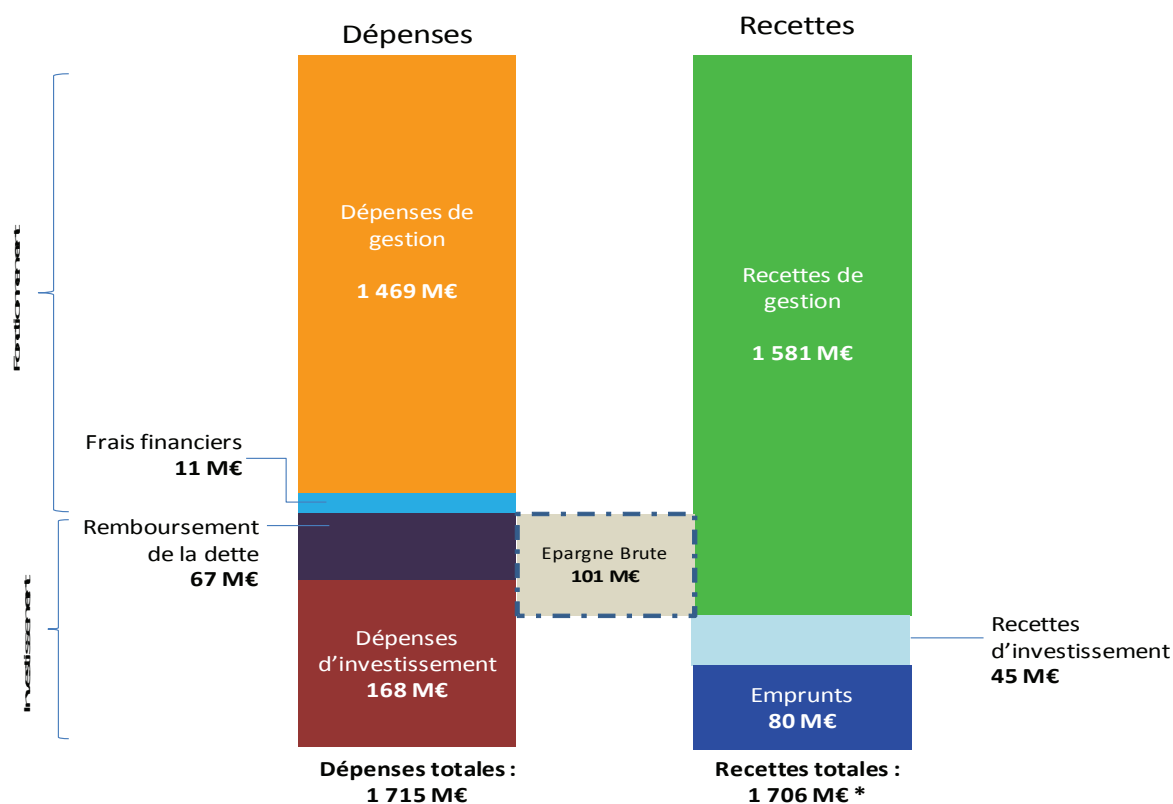 Dépenses
Recettes
Dépenses de
gestion
1 469 M€
Recettes de
gestion
1 581 M€
Frais financiers
11 M€
Remboursement
de la dette
67 M€
Epargne Brute
101 M€
Dépenses
d’investissement
168 M€
Recettes
d’investissement
45 M€
Emprunts
80 M€
Dépenses totales :
1 715 M€
Recettes totales :
1 706 M€ *
Fonctionnement
Investissement